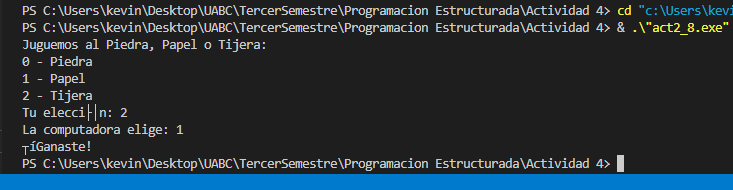 PS C:\Users\kevin\Desktop\UABC\TercerSemestre\Programacion Estructurada\Actividad 4> cd "c:\Users\kevi
PS C:\Users\kevin\Desktop\UABC\TercerSemestre\Programacion Estructurada\Actividad 4> & .\"act2_8.exe"
Juguemos al Piedra, Papel o Tijera:
0 - Piedra
1 - Papel
2 - Tijera
Tu elecci├│n: 2
La computadora elige: 1
┬íGanaste!
PS C:\Users\kevin\Desktop\UABC\TercerSemestre\Programacion Estructurada\Actividad 4>